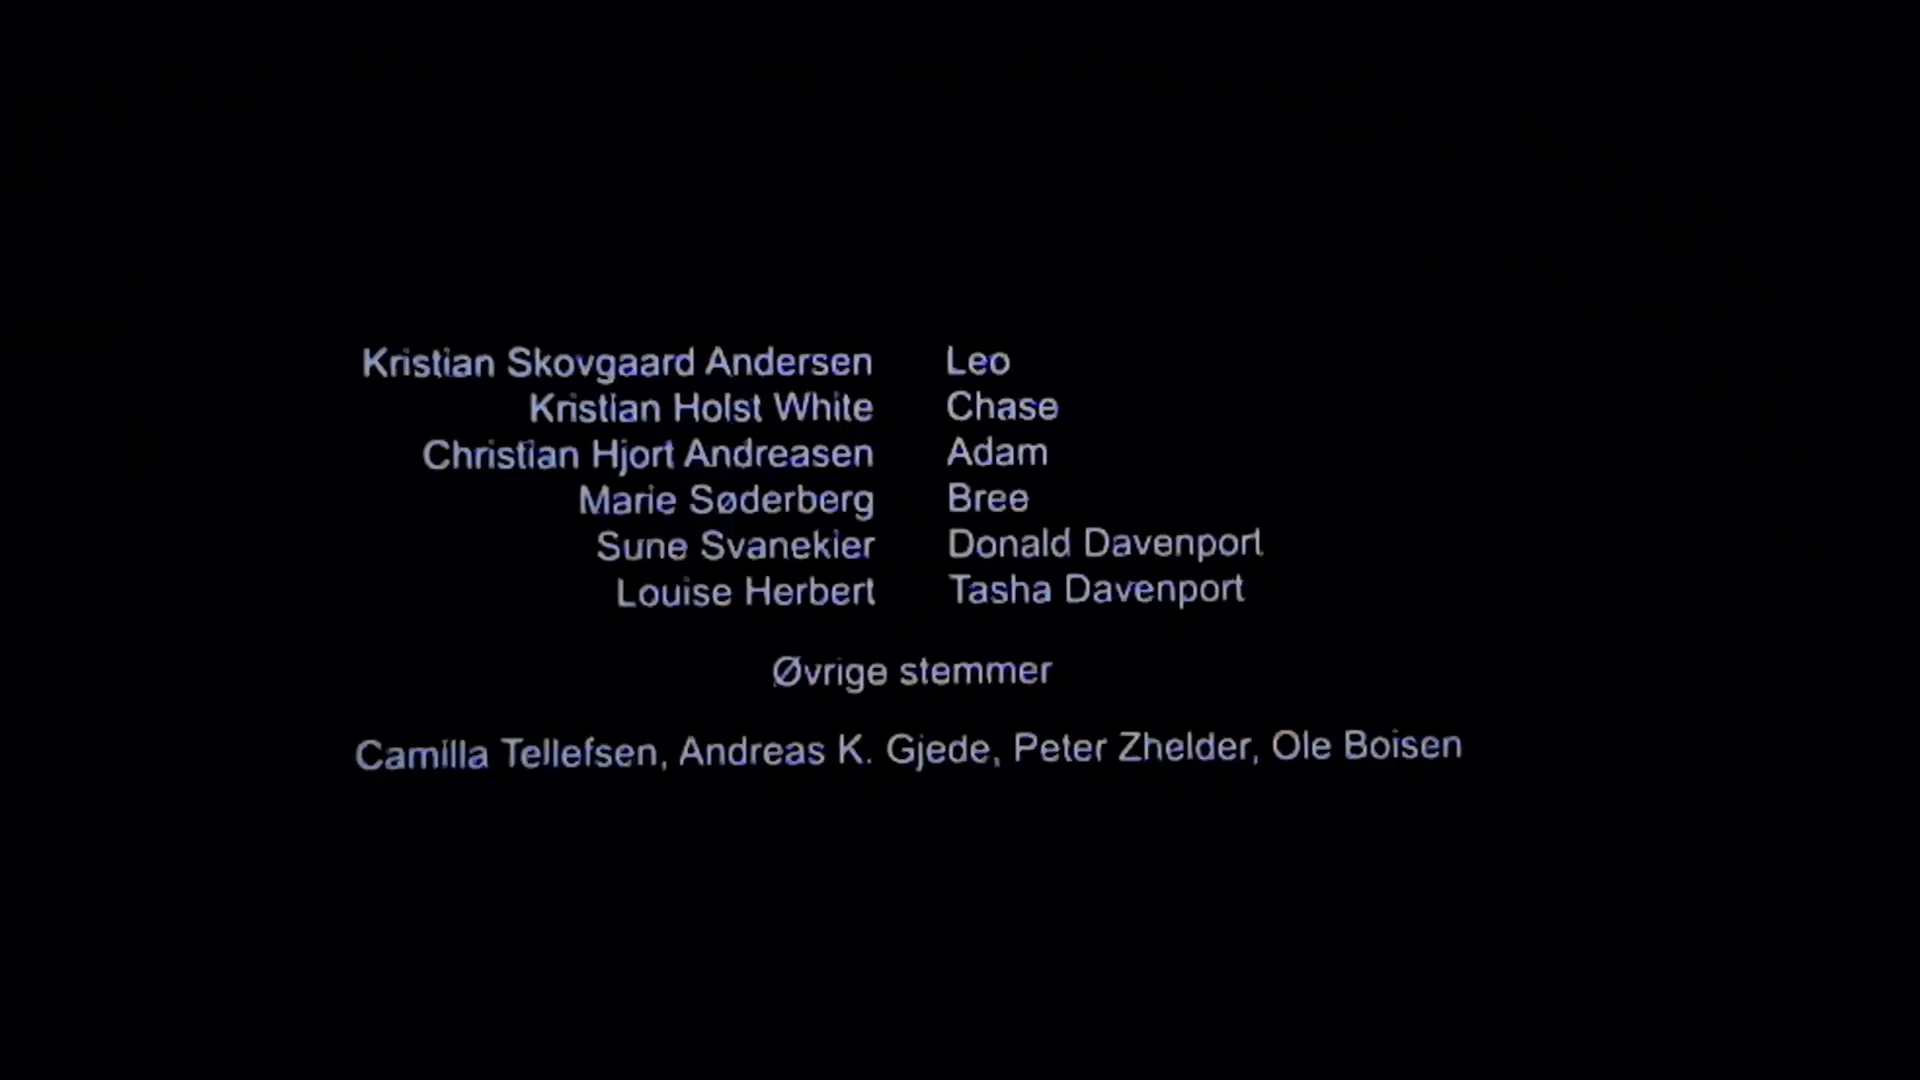 Kristian Skovgaard Andersen Leo
Kristian Holst White Chase
Christian Hjort Andreasen Adam
Marie Søderberg Bree
Sune Svanekier Donald Davenport
Louise Herbert Tasha Davenport
Øvrige stemmer
Camilla Tellefsen, Andreas K. Gjede, Peter Zhelder, Ole Boisen